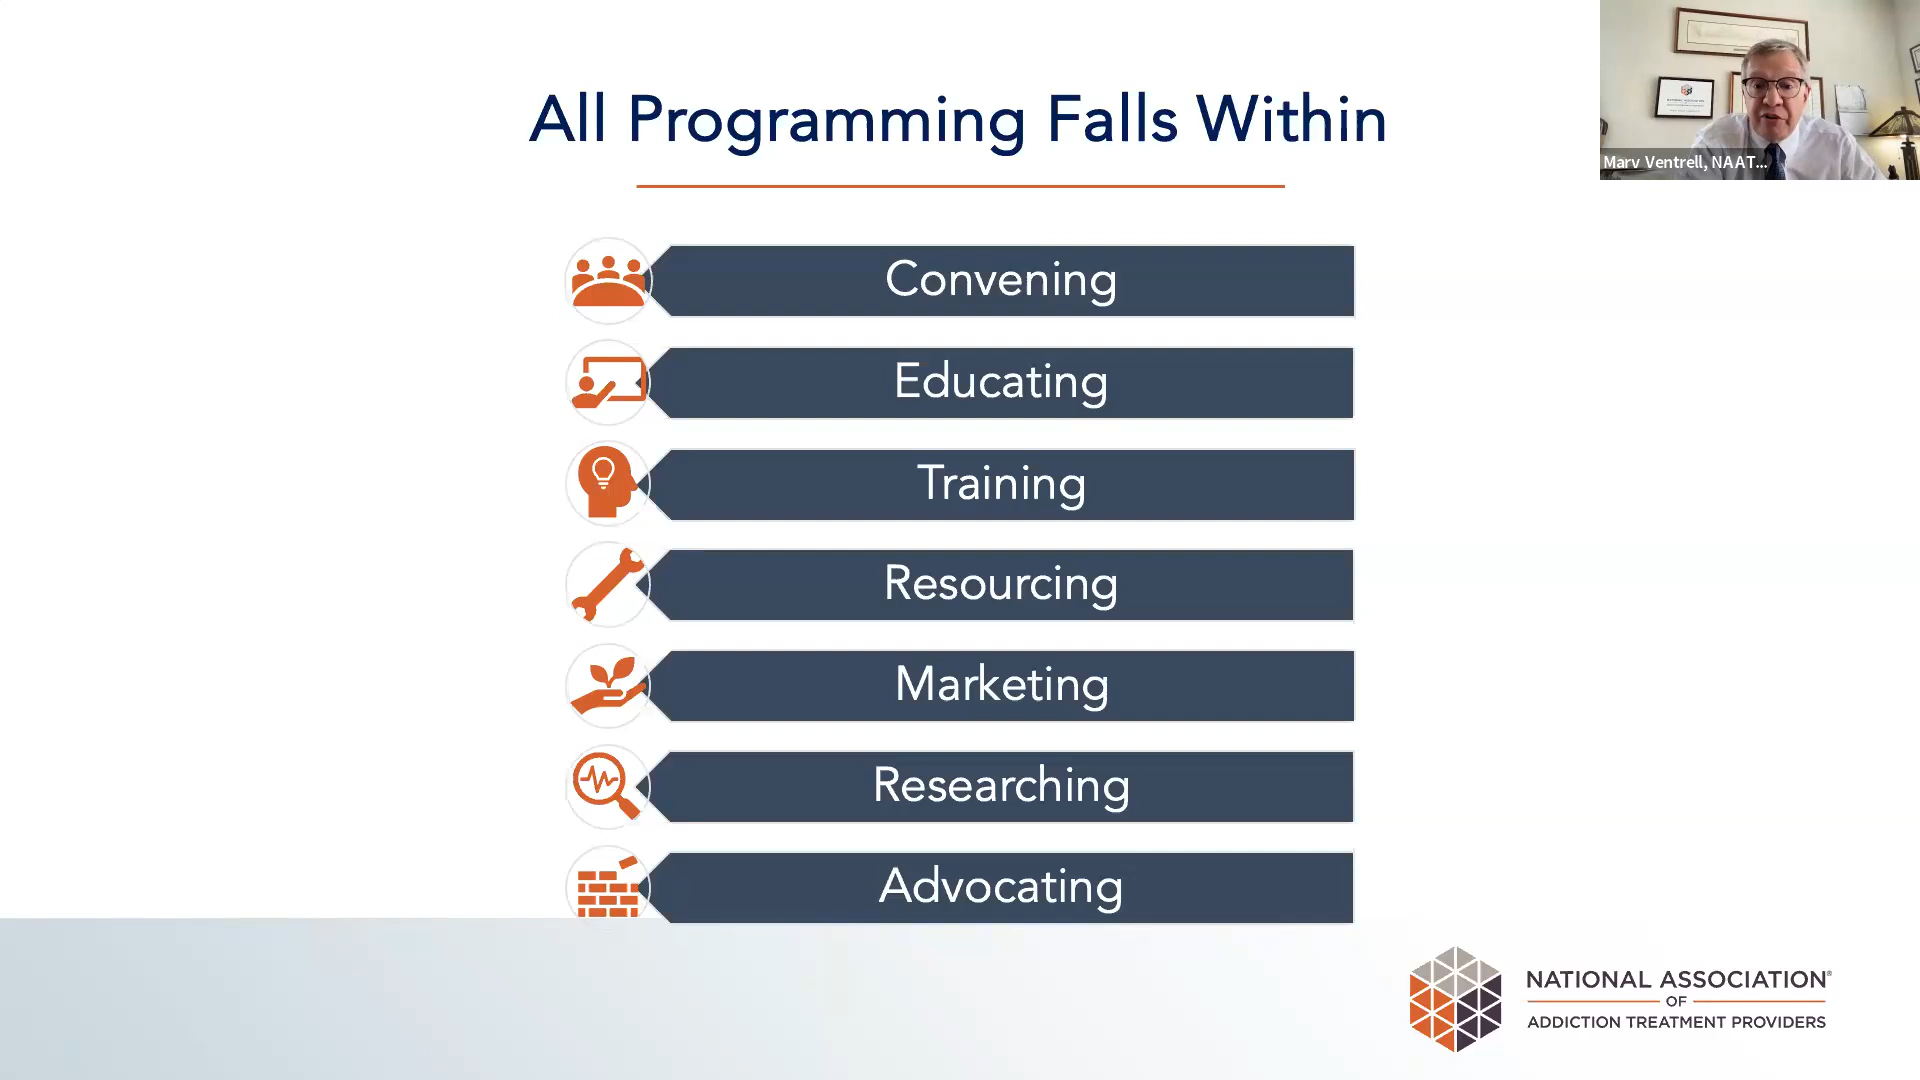 All Programming Falls Within
Marv Ventrell, NAAT...
Convening
Educating
Training
Resourcing
Marketing
Researching
Advocating
NATIONAL ASSOCIATION®
OF
ADDICTION TREATMENT PROVIDERS